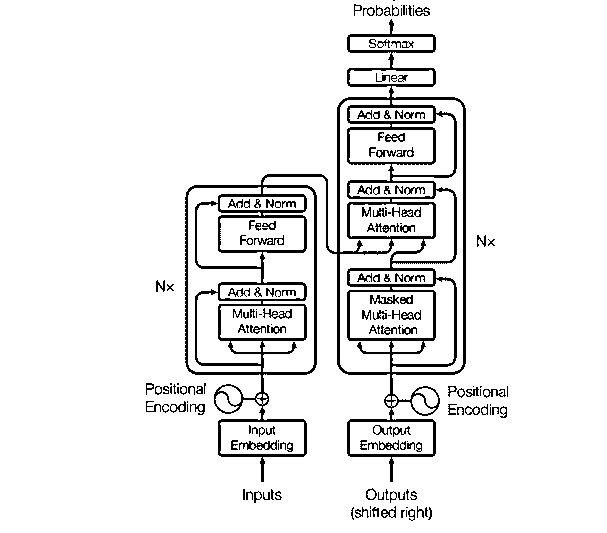 Probabilities
Softmax
Linear
Add & Norm
Feed
Forward
Add & Norm
Multi-Head
Attention
Add & Norm
Masked
Multi-Head
Attention
Nx
Add & Norm
Feed
Forward
Add & Norm
Multi-Head
Attention
Nx
Positional
Encoding
Positional
Encoding
Input
Embedding
Output
Embedding
Inputs
Outputs
(shifted right)